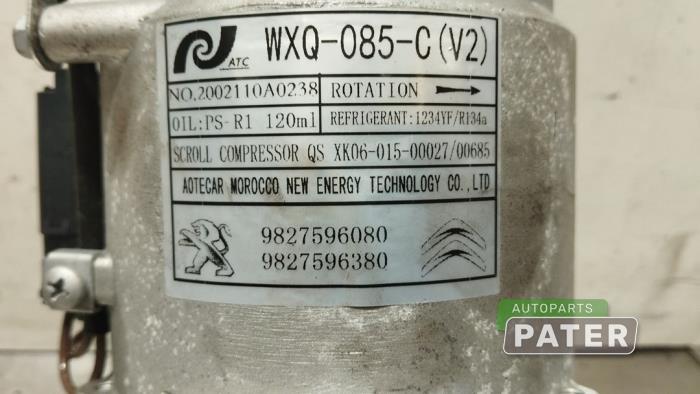 ATC WXQ-085-C(V2)
NO.2002110A0238 ROTATION
OIL:PS-R1 120ml REFRIGERANT:1234YF/R134a
SCROLL COMPRESSOR QS XK06-015-00027/00685
AOTECAR MOROCCO NEW ENERGY TECHNOLOGY CO.,LTD
9827596080
9827596380
AUTOPARTS
PATER